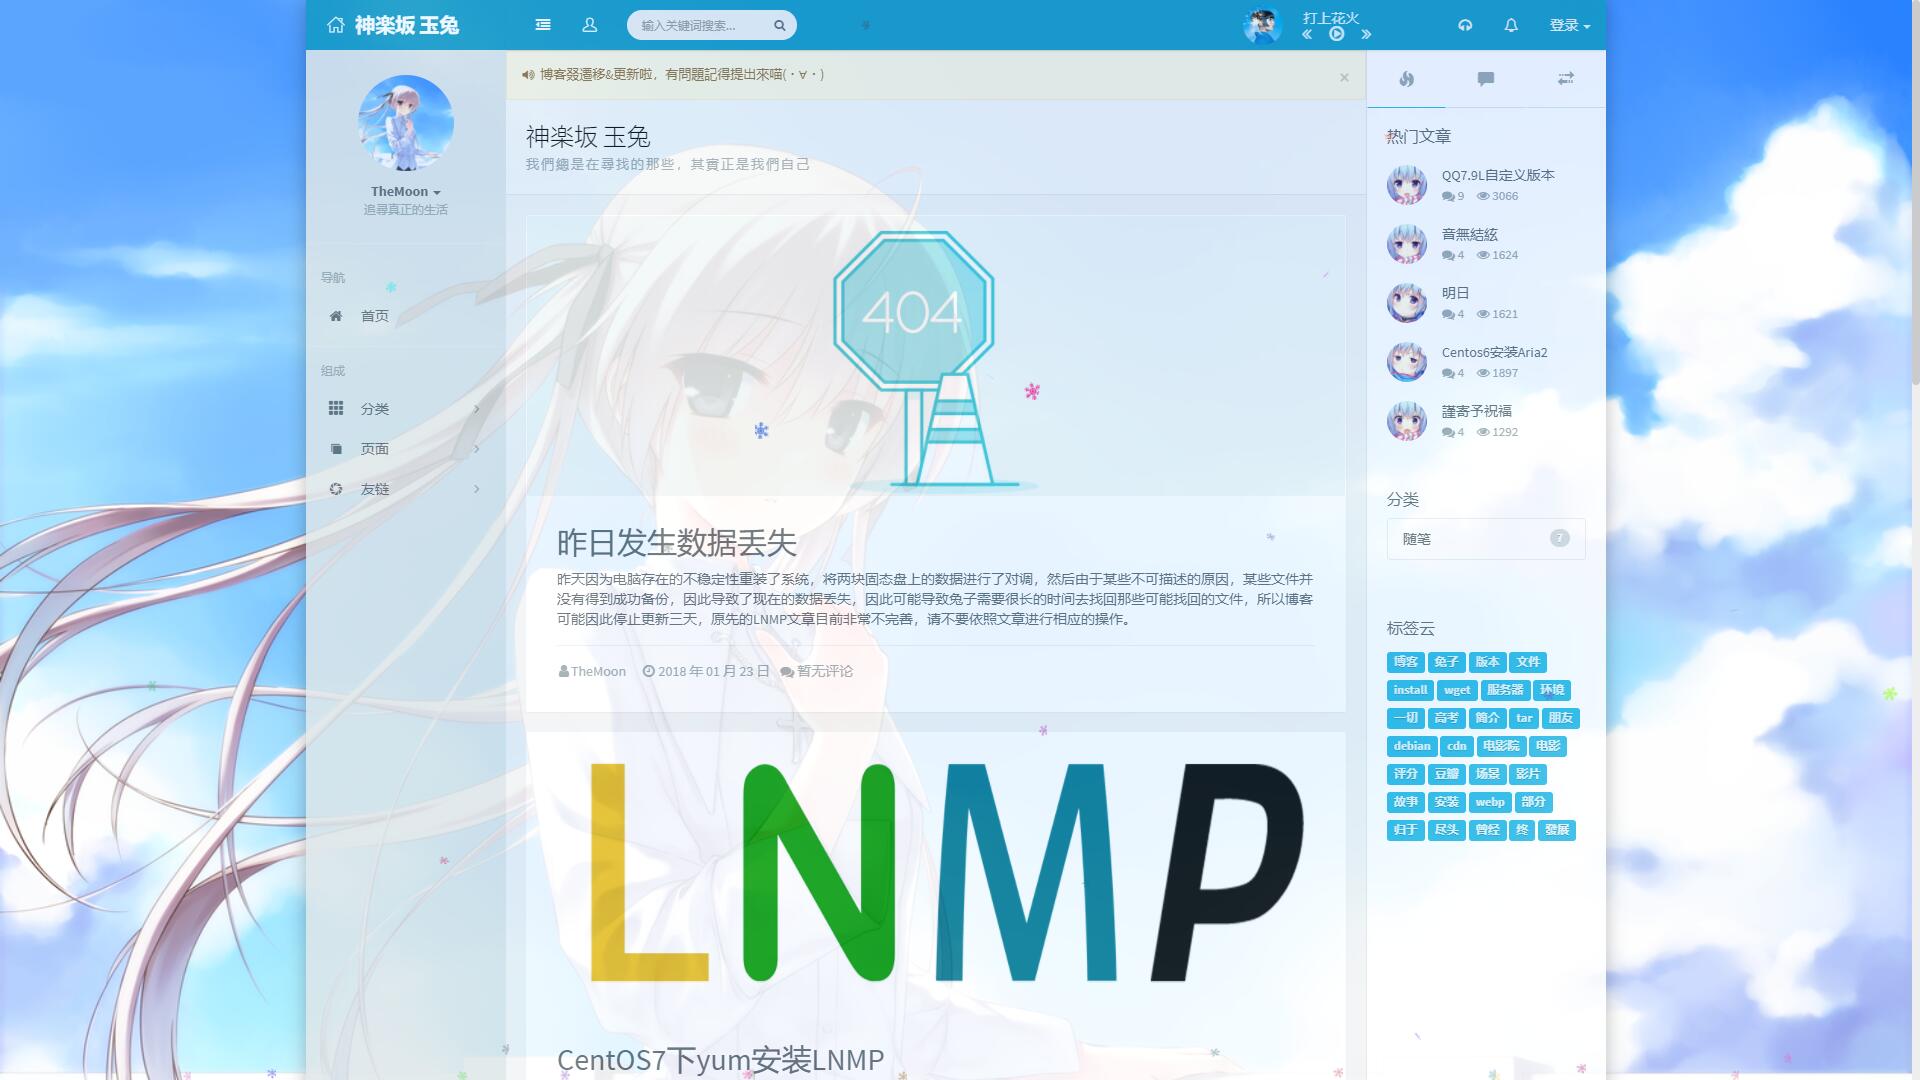 神楽坂 玉兔
输入关键词搜索...
打上花火
登录
TheMoon
追尋真正的生活
导航
首页
组成
分类
页面
友链
博客叕遷移&更新啦，有問題記得提出來喵(・∀・)
神楽坂 玉兔
我們總是在尋找的那些，其實正是我們自己
404
昨日发生数据丢失
昨天因为电脑存在的不稳定性重装了系统，将两块固态盘上的数据进行了对调，然后由于某些不可描述的原因，某些文件并
没有得到成功备份，因此导致了现在的数据丢失，因此可能导致兔子需要很长的时间去找回那些可能找回的文件，所以博客
可能因此停止更新三天，原先的LNMP文章目前非常不完善，请不要依照文章进行相应的操作。
TheMoon 2018 年 01 月 23 日 暂无评论
LNMP
CentOS7下yum安装LNMP
热门文章
QQ7.9L自定义版本
9 3066
音無結絃
4 1624
明日
4 1621
Centos6安装Aria2
4 1897
謹寄予祝福
4 1292
分类
随笔 7
标签云
博客 兔子 版本 文件
install wget 服务器 环境
一切 高考 简介 tar 朋友
debian cdn 电影院 电影
评分 豆瓣 场景 影片
故事 安装 webp 部分
归于 尽头 曾经 终 發展